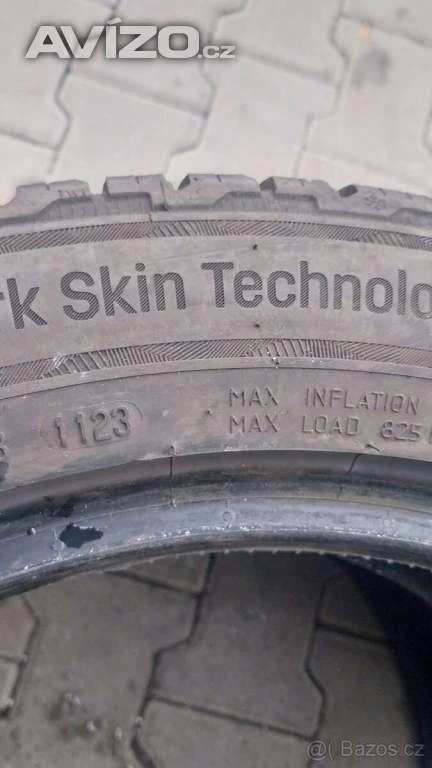 AVÍZO.cz
rk Skin Technolo
1123
MAX INFLATION
MAX LOAD 825
@ Bazos.cz